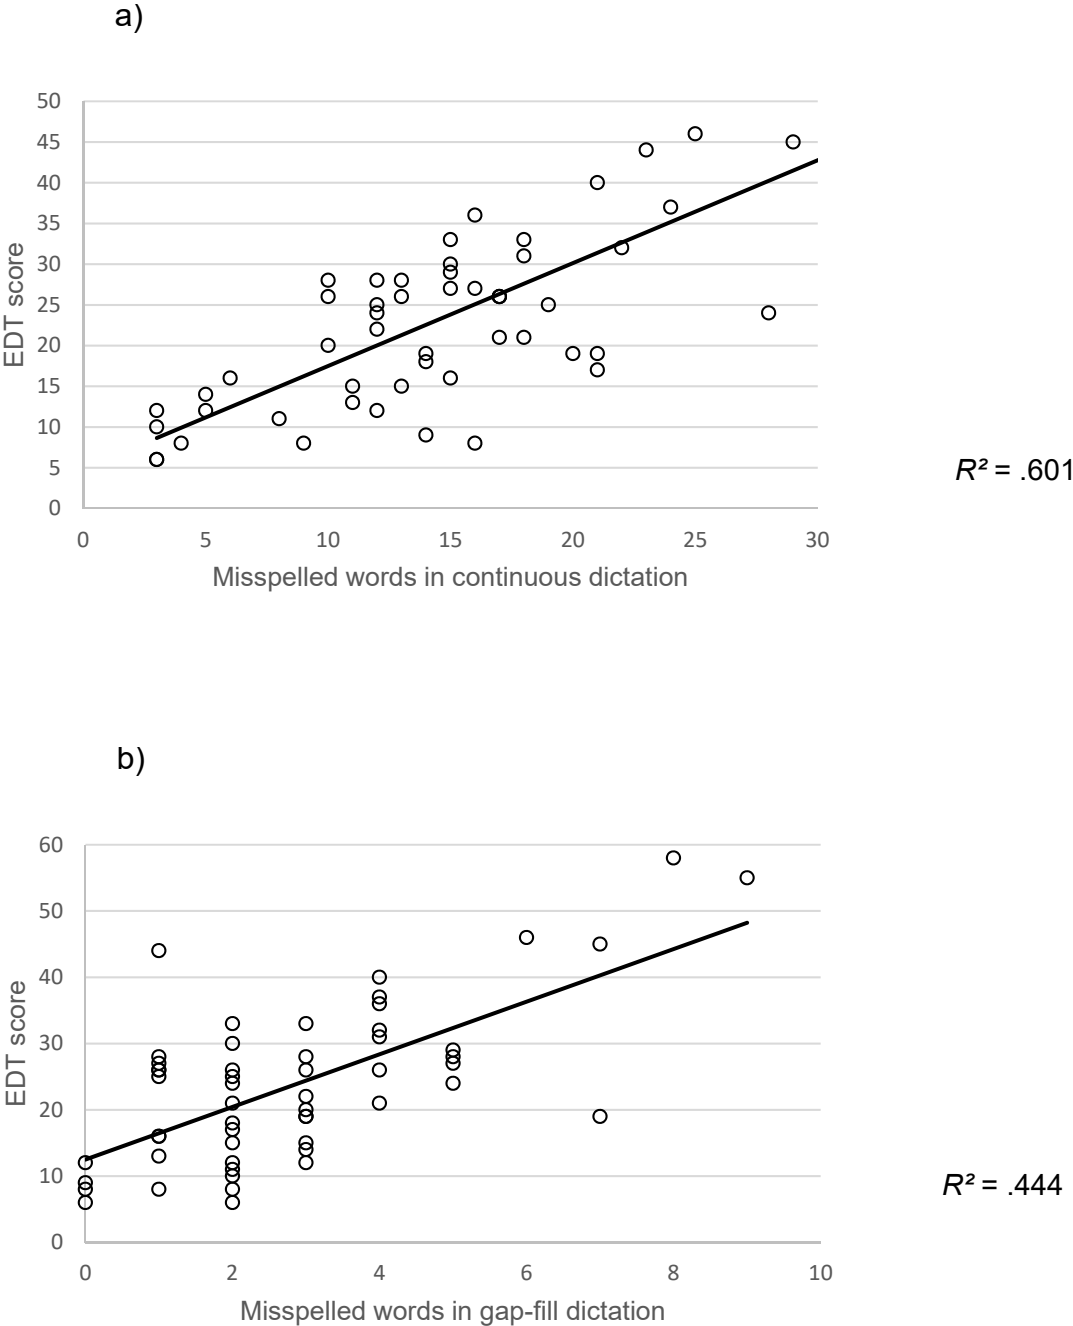 a)
50
45
40
35
30
25
20
15
10
5
0
EDT score
0 5 10 15 20 25 30
Misspelled words in continuous dictation
R² = .601
b)
60
50
40
30
20
10
0
EDT score
0 2 4 6 8 10
Misspelled words in gap-fill dictation
R² = .444